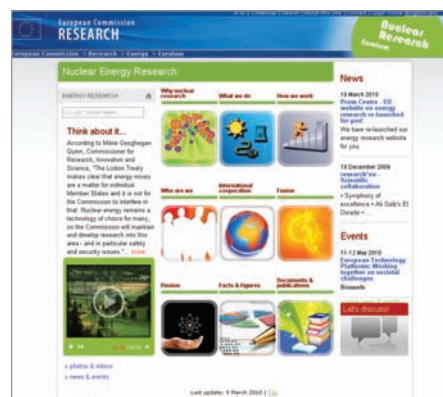 European Commission
RESEARCH
Nuclear
Research
Euratom
European Commission > Research > Energy > Euratom
Nuclear Energy Research
ENERGY RESEARCH
Think about it...
According to Máire Geoghegan
Quinn, Commissioner for
Research, Innovation and
Science, "The Lisbon Treaty
makes clear that energy mixes
are a matter for individual
Member States and it is not for
the Commission to interfere in
that. Nuclear energy remains a
technology of choice for many,
so the Commission will maintain
and develop research into this
area - and in particular safety
and security issues "... more
» photos & videos
» news & events
Why nuclear
research
What we do
How we work
Who are we
International
cooperation
Fusion
Fission
Facts & Figures
Documents &
publications
News
10 March 2010
Press Centre - EU
website on energy
research re-launched
for you!
We have re-launched our
energy research website
for you.
10 December 2009
research*eu -
Scientific
collaboration
• Symphony of
excellence • Ali Saib's El
Dorado •
Events
11-12 May 2010
European Technology
Platforms: Working
together on societal
challenges
Brussels
Let's discuss!
Last update: 9 March 2010 | Top